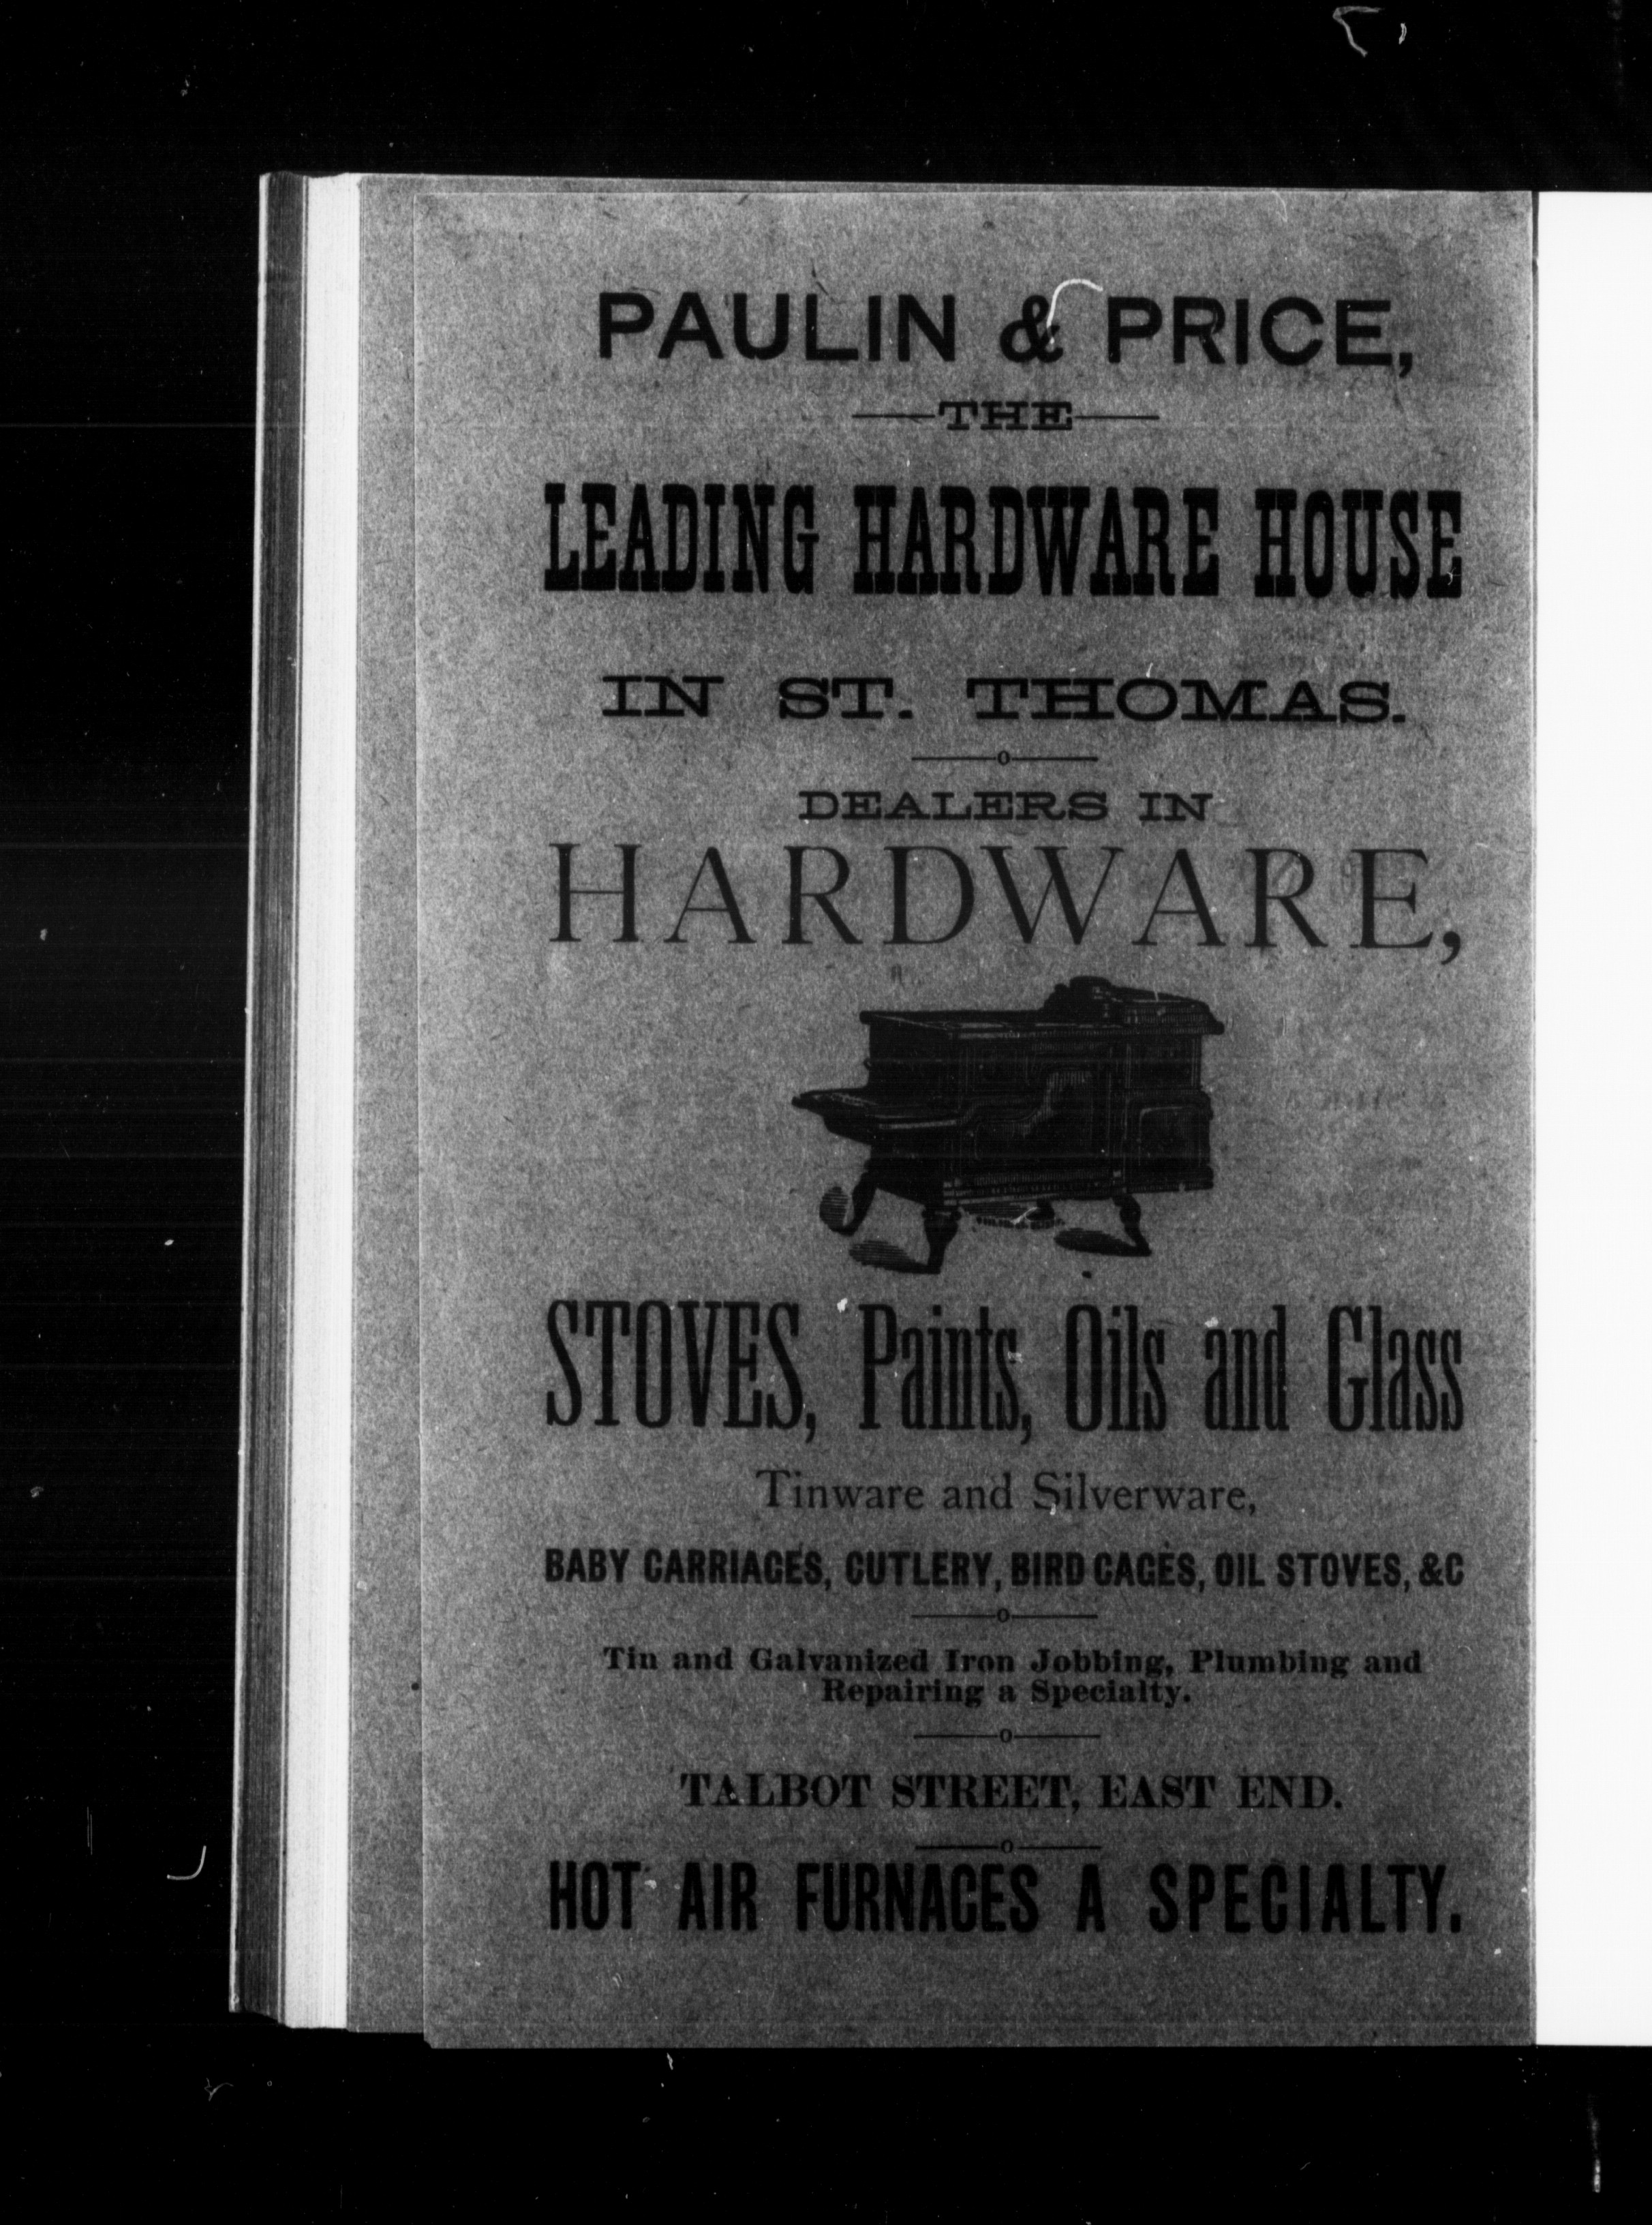 PAULIN & PRICE,
THE
LEADING HARDWARE HOUSE
IN ST. THOMAS.
DEALERS IN
HARDWARE,
STOVES, Paints, Oils and Glass
Tinware and Silverware,
BABY CARRIAGES, CUTLERY, BIRD CAGES, OIL STOVES, &C
Tin and Galvanized Iron Jobbing, Plumbing and
Repairing a Specialty.
TALBOT STREET, EAST END.
HOT AIR FURNACES A SPECIALTY.